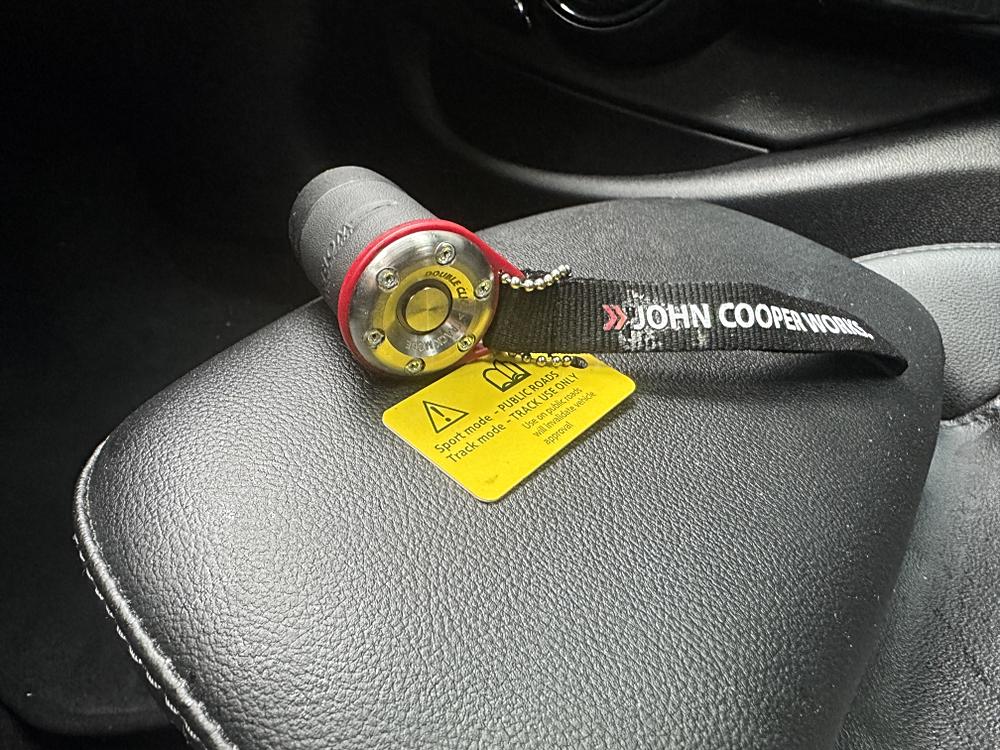 DOUBLE CLI
JOHN COOPER WORKS
Sport mode - PUBLIC ROADS
Track mode - TRACK USE ONLY
Use on public roads
will invalidate vehicle
approval